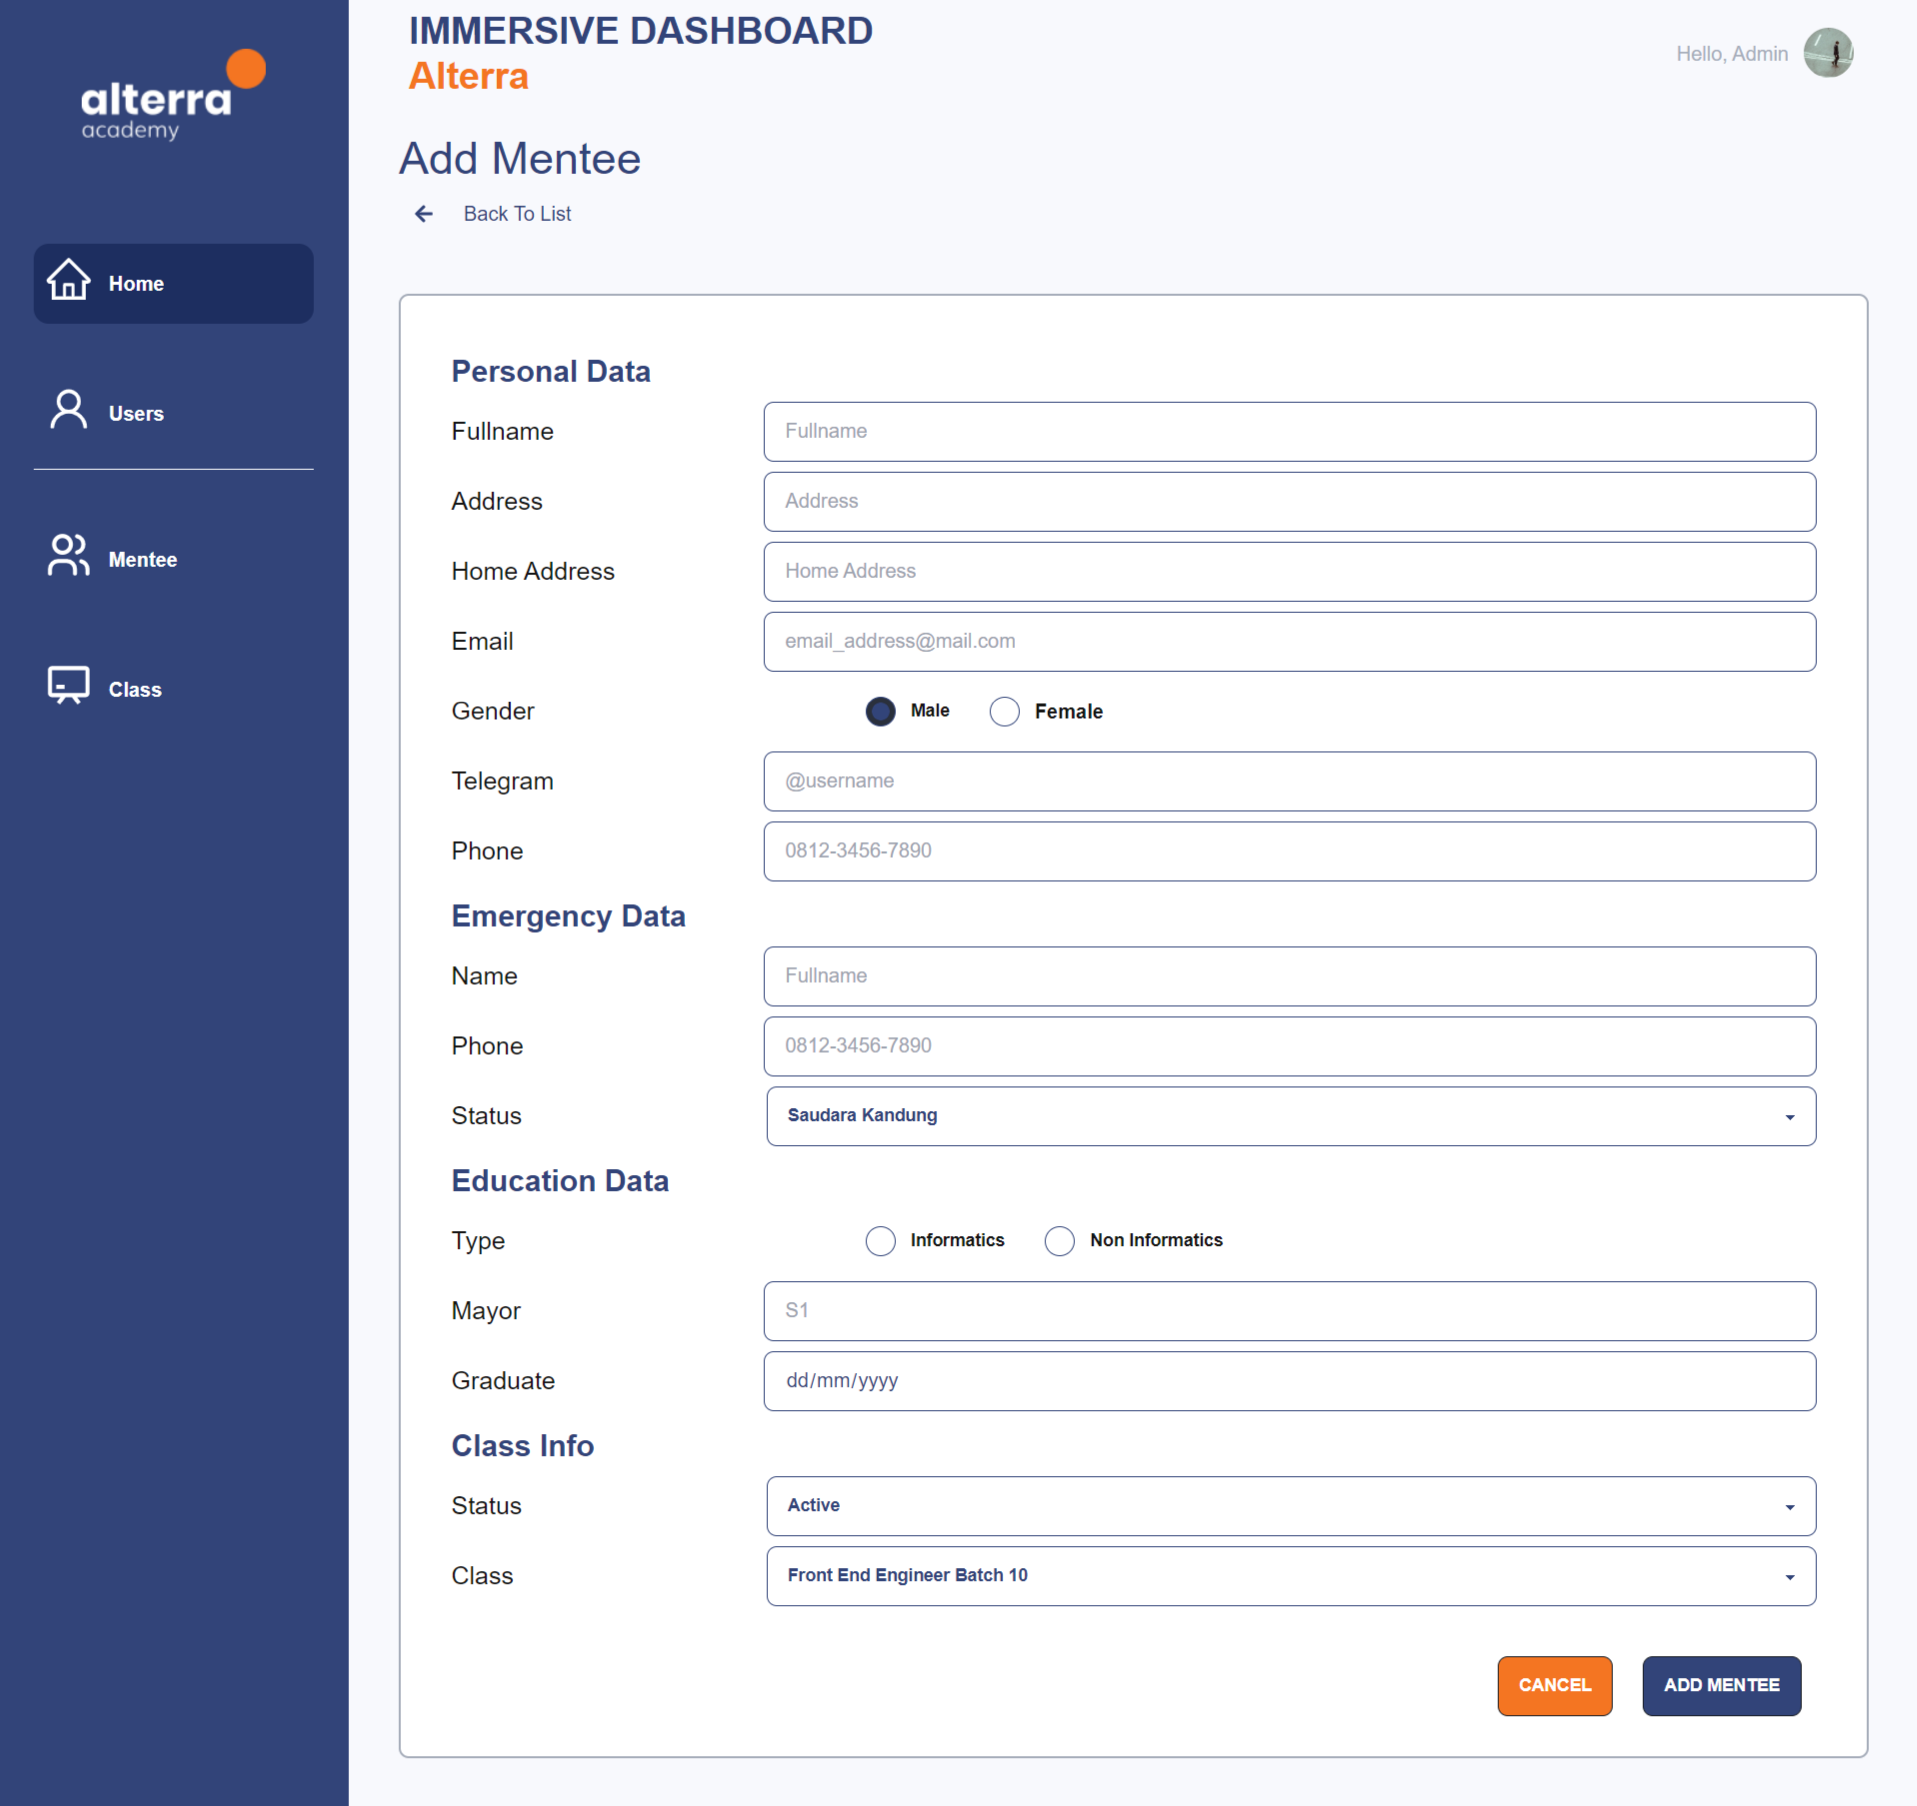 alterra
academy
Home
Users
Mentee
Class
IMMERSIVE DASHBOARD
Alterra
Hello, Admin
Add Mentee
Back To List
Personal Data
Fullname
Fullname
Address
Address
Home Address
Home Address
Email
email_address@mail.com
Gender
Male
Female
Telegram
@username
Phone
0812-3456-7890
Emergency Data
Name
Fullname
Phone
0812-3456-7890
Status
Saudara Kandung
Education Data
Type
Informatics
Non Informatics
Mayor
S1
Graduate
dd/mm/yyyy
Class Info
Status
Active
Class
Front End Engineer Batch 10
CANCEL
ADD MENTEE